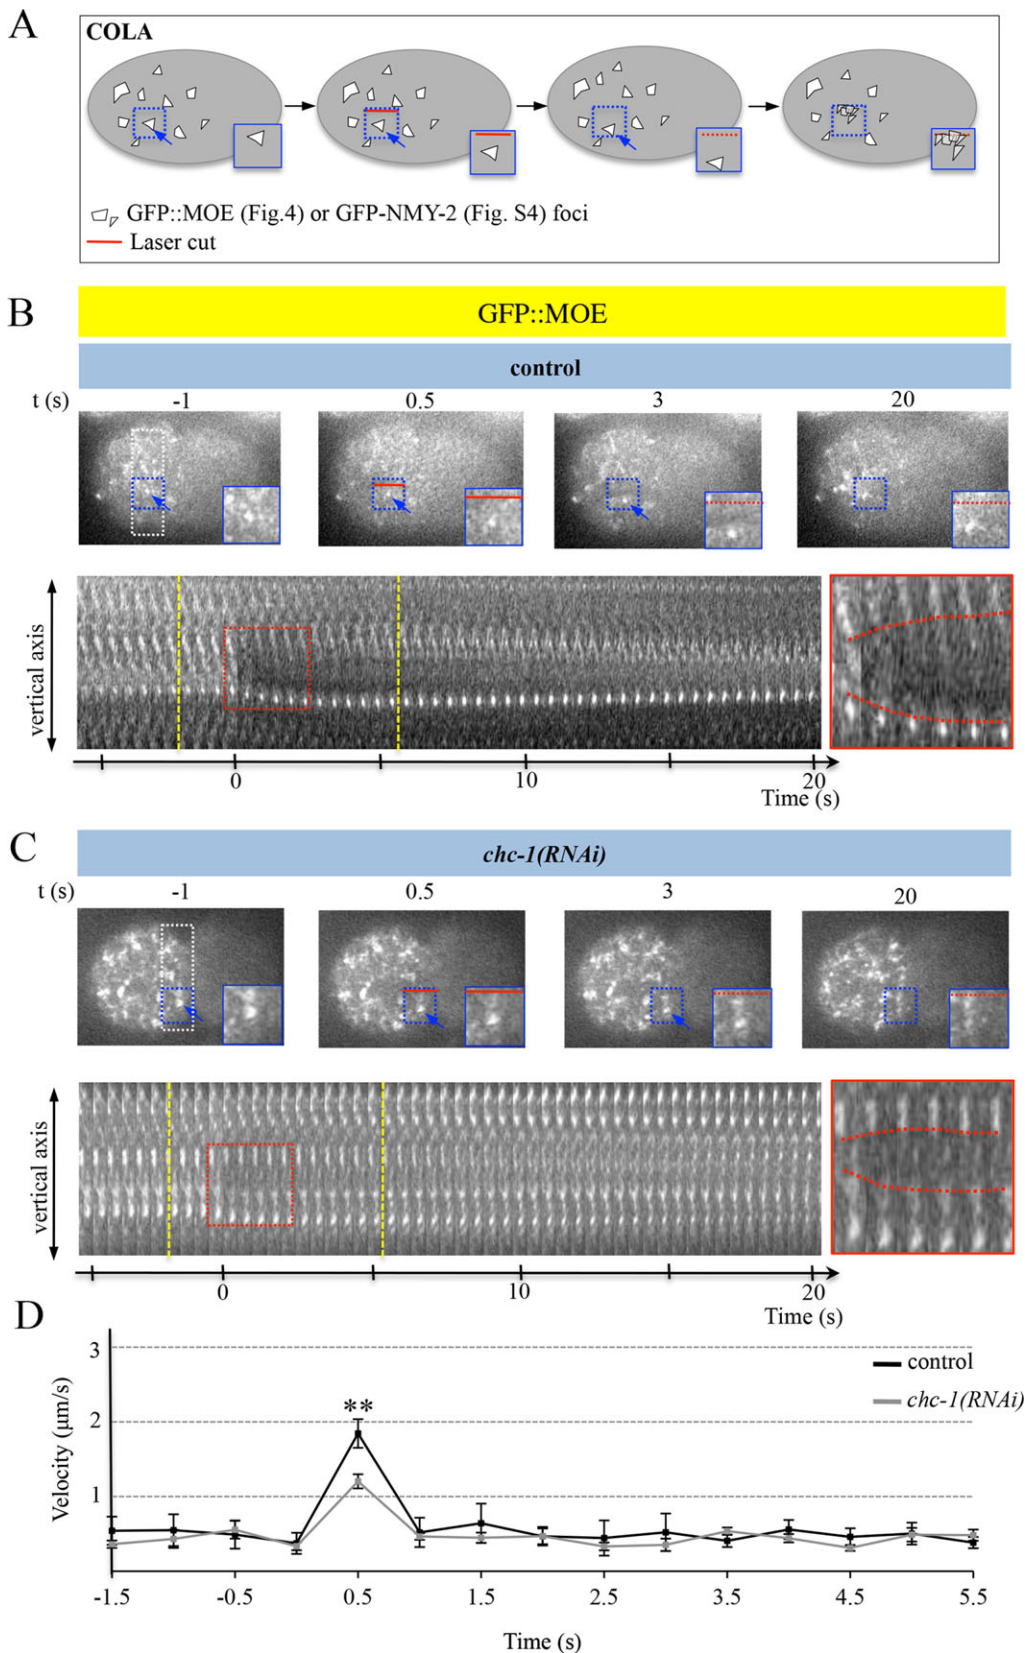 A
COLA
GFP::MOE (Fig.4) or GFP-NMY-2 (Fig. S4) foci
Laser cut
B
GFP::MOE
control
t (s) -1 0.5 3 20
vertical axis
0 10 20
Time (s)
C
chc-1(RNAi)
t (s) -1 0.5 3 20
vertical axis
0 10 20
Time (s)
D
3
2
1
Velocity (µm/s)
**
control
chc-1(RNAi)
-1.5 -0.5 0.5 1.5 2.5 3.5 4.5 5.5
Time (s)